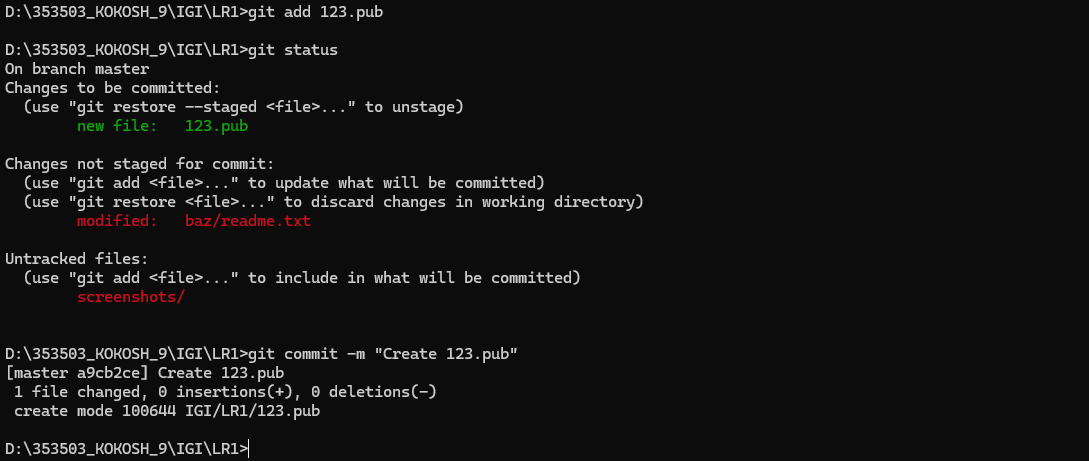 D:\353503_KOKOSH_9\IGI\LR1>git add 123.pub
D:\353503_KOKOSH_9\IGI\LR1>git status
On branch master
Changes to be committed:
  (use "git restore --staged <file>..." to unstage)
        new file:   123.pub
Changes not staged for commit:
  (use "git add <file>..." to update what will be committed)
  (use "git restore <file>..." to discard changes in working directory)
        modified:   baz/readme.txt
Untracked files:
  (use "git add <file>..." to include in what will be committed)
        screenshots/
D:\353503_KOKOSH_9\IGI\LR1>git commit -m "Create 123.pub"
[master a9cb2ce] Create 123.pub
 1 file changed, 0 insertions(+), 0 deletions(-)
 create mode 100644 IGI/LR1/123.pub
D:\353503_KOKOSH_9\IGI\LR1>